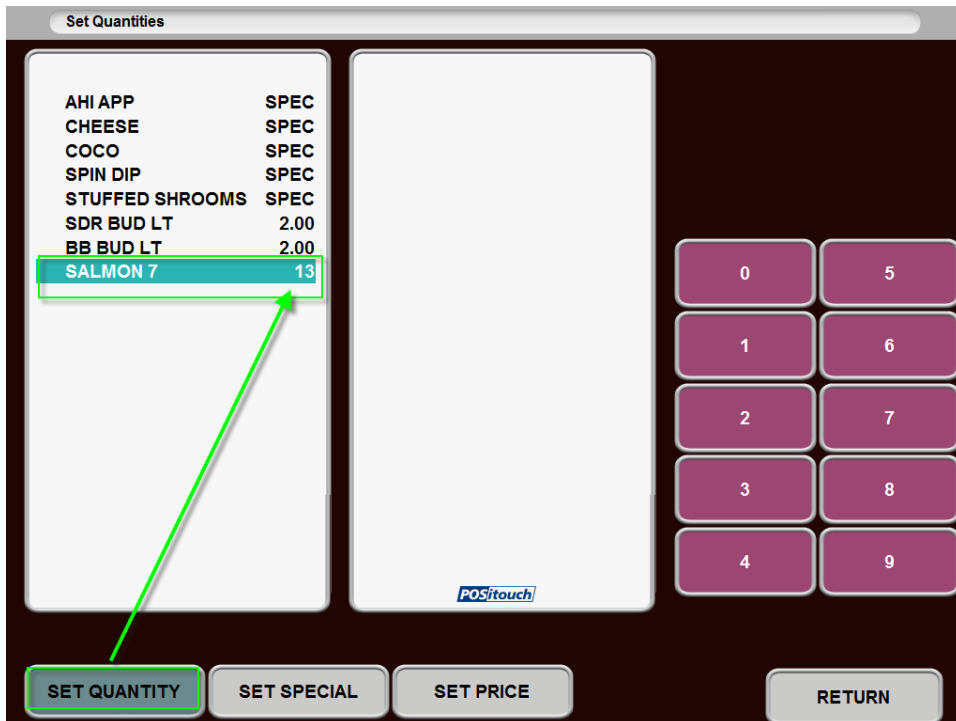 Set Quantities
AHI APP SPEC
CHEESE SPEC
COCO SPEC
SPIN DIP SPEC
STUFFED SHROOMS SPEC
SDR BUD LT 2.00
BB BUD LT 2.00
SALMON 7 13
0 5
1 6
2 7
3 8
4 9
POSitouch
SET QUANTITY SET SPECIAL SET PRICE RETURN